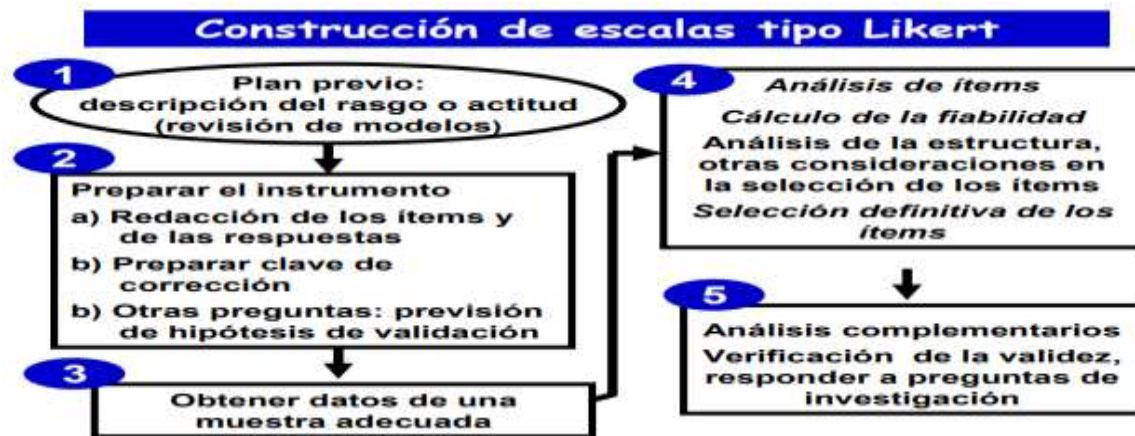 Construcción de escalas tipo Likert
1
Plan previo:
descripción del rasgo o actitud
(revisión de modelos)
2
Preparar el instrumento
a) Redacción de los ítems y
de las respuestas
b) Preparar clave de
corrección
b) Otras preguntas: previsión
de hipótesis de validación
3
Obtener datos de una
muestra adecuada
4
Análisis de ítems
Cálculo de la fiabilidad
Análisis de la estructura,
otras consideraciones en
la selección de los ítems
Selección definitiva de los
ítems
5
Análisis complementarios
Verificación de la validez,
responder a preguntas de
investigación